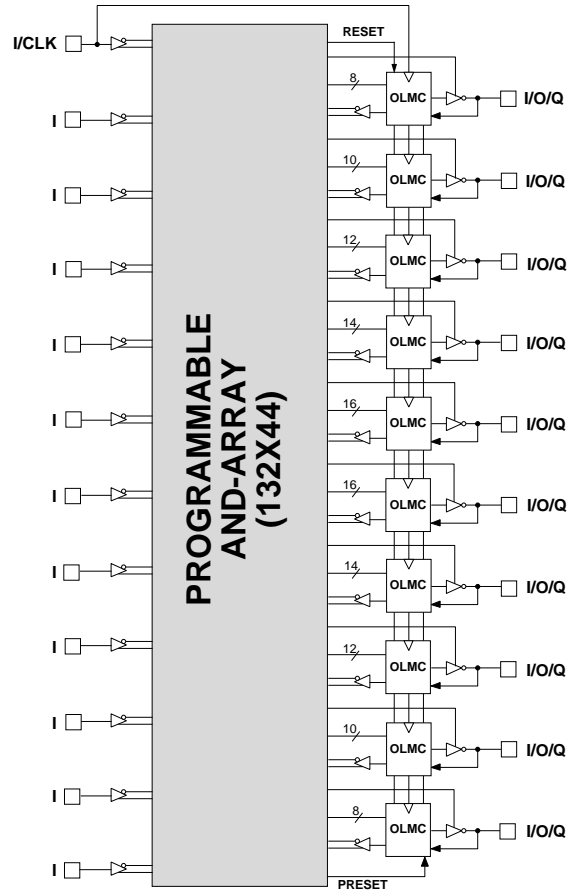 RESET
I/CLK
8
OLMC
I/O/Q
I
10
OLMC
I/O/Q
I
12
OLMC
I/O/Q
I
14
OLMC
I/O/Q
I
16
OLMC
I/O/Q
I
PROGRAMMABLE
AND-ARRAY
(132X44)
16
OLMC
I/O/Q
I
14
OLMC
I/O/Q
I
12
OLMC
I/O/Q
I
10
OLMC
I/O/Q
I
8
OLMC
I/O/Q
I
I
PRESET